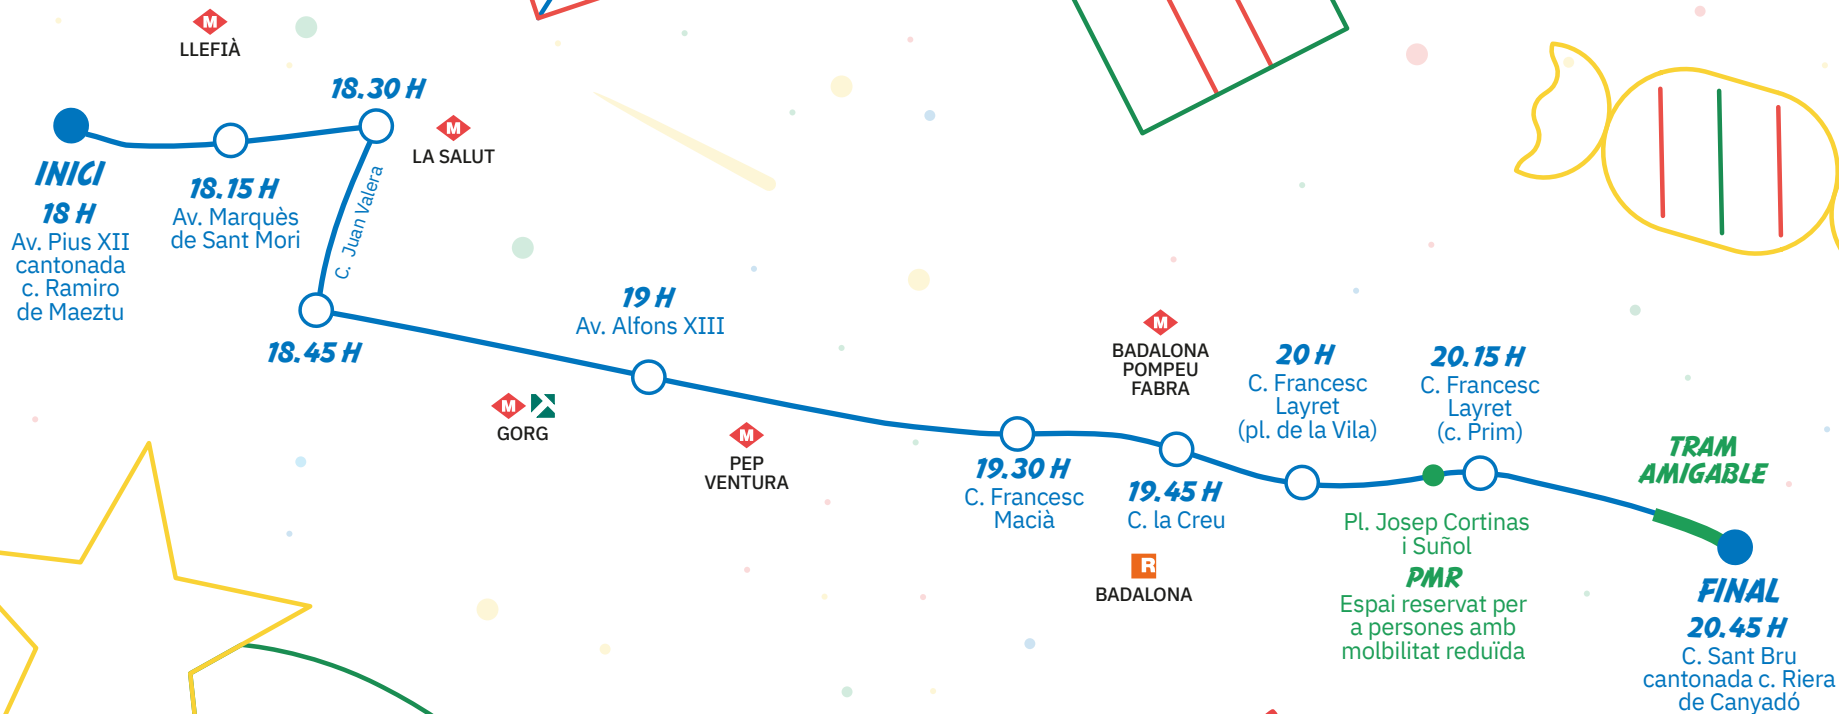 M
LLEFIÀ
18.30 H
M
LA SALUT
INICI
18 H
Av. Pius XII
cantonada
c. Ramiro
de Maeztu
18.15 H
Av. Marquès
de Sant Mori
C. Juan Valera
18.45 H
19 H
Av. Alfons XIII
M
GORG
M
PEP
VENTURA
19.30 H
C. Francesc
Macià
M
BADALONA
POMPEU
FABRA
19.45 H
C. la Creu
R
BADALONA
20 H
C. Francesc
Layret
(pl. de la Vila)
20.15 H
C. Francesc
Layret
(c. Prim)
Pl. Josep Cortinas
i Suñol
PMR
Espai reservat per
a persones amb
molbilitat reduïda
TRAM
AMIGABLE
FINAL
20.45 H
C. Sant Bru
cantonada c. Riera
de Canyadó